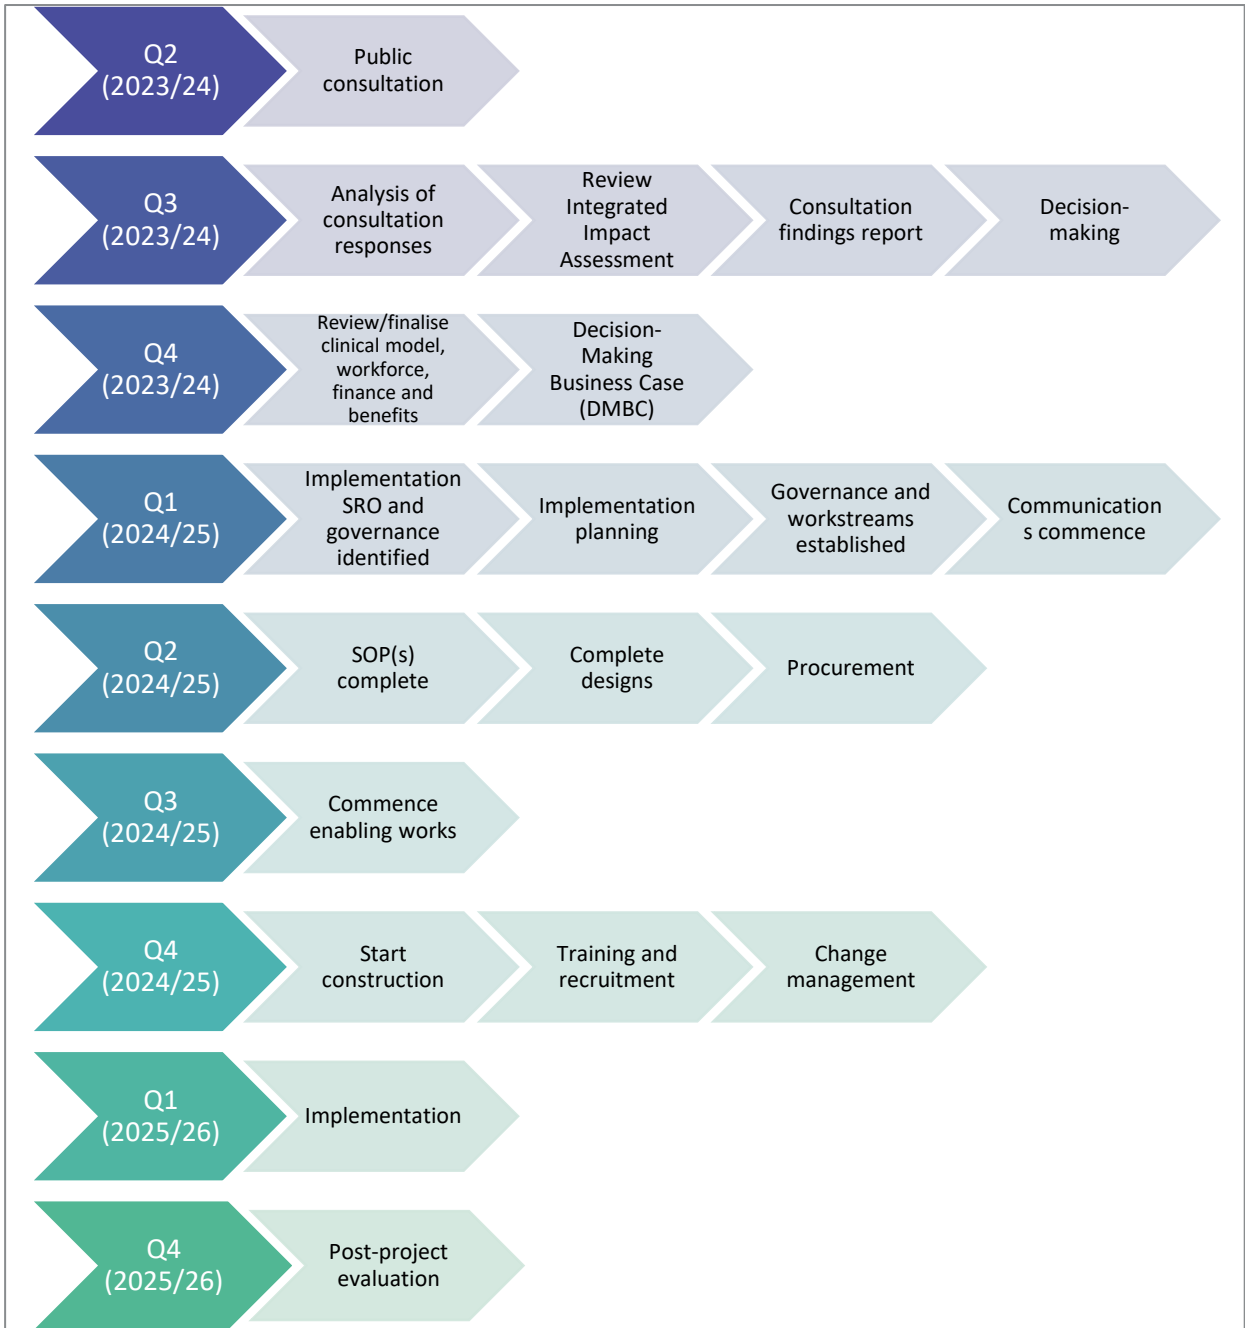 Q2
(2023/24)
Public
consultation
Q3
(2023/24)
Analysis of
consultation
responses
Review
Integrated
Impact
Assessment
Consultation
findings report
Decision-
making
Q4
(2023/24)
Review/finalise
clinical model,
workforce,
finance and
benefits
Decision-
Making
Business Case
(DMBC)
Q1
(2024/25)
Implementation
SRO and
governance
identified
Implementation
planning
Governance and
workstreams
established
Communication
s commence
Q2
(2024/25)
SOP(s)
complete
Complete
designs
Procurement
Q3
(2024/25)
Commence
enabling works
Q4
(2024/25)
Start
construction
Training and
recruitment
Change
management
Q1
(2025/26)
Implementation
Q4
(2025/26)
Post-project
evaluation